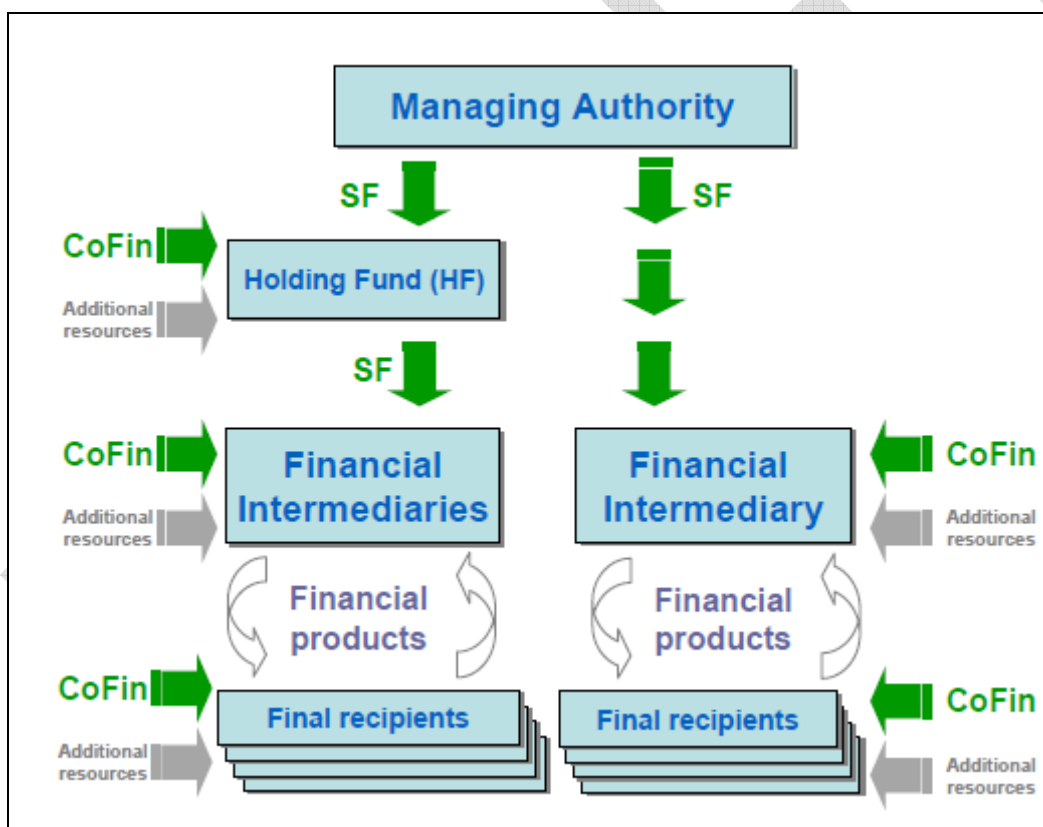 Managing Authority
SF
SF
CoFin
Holding Fund (HF)
Additional
resources
SF
CoFin
Financial
Intermediaries
Additional
resources
Financial
Intermediary
CoFin
Additional
resources
Financial
products
Financial
products
CoFin
Final recipients
Additional
resources
Final recipients
CoFin
Additional
resources